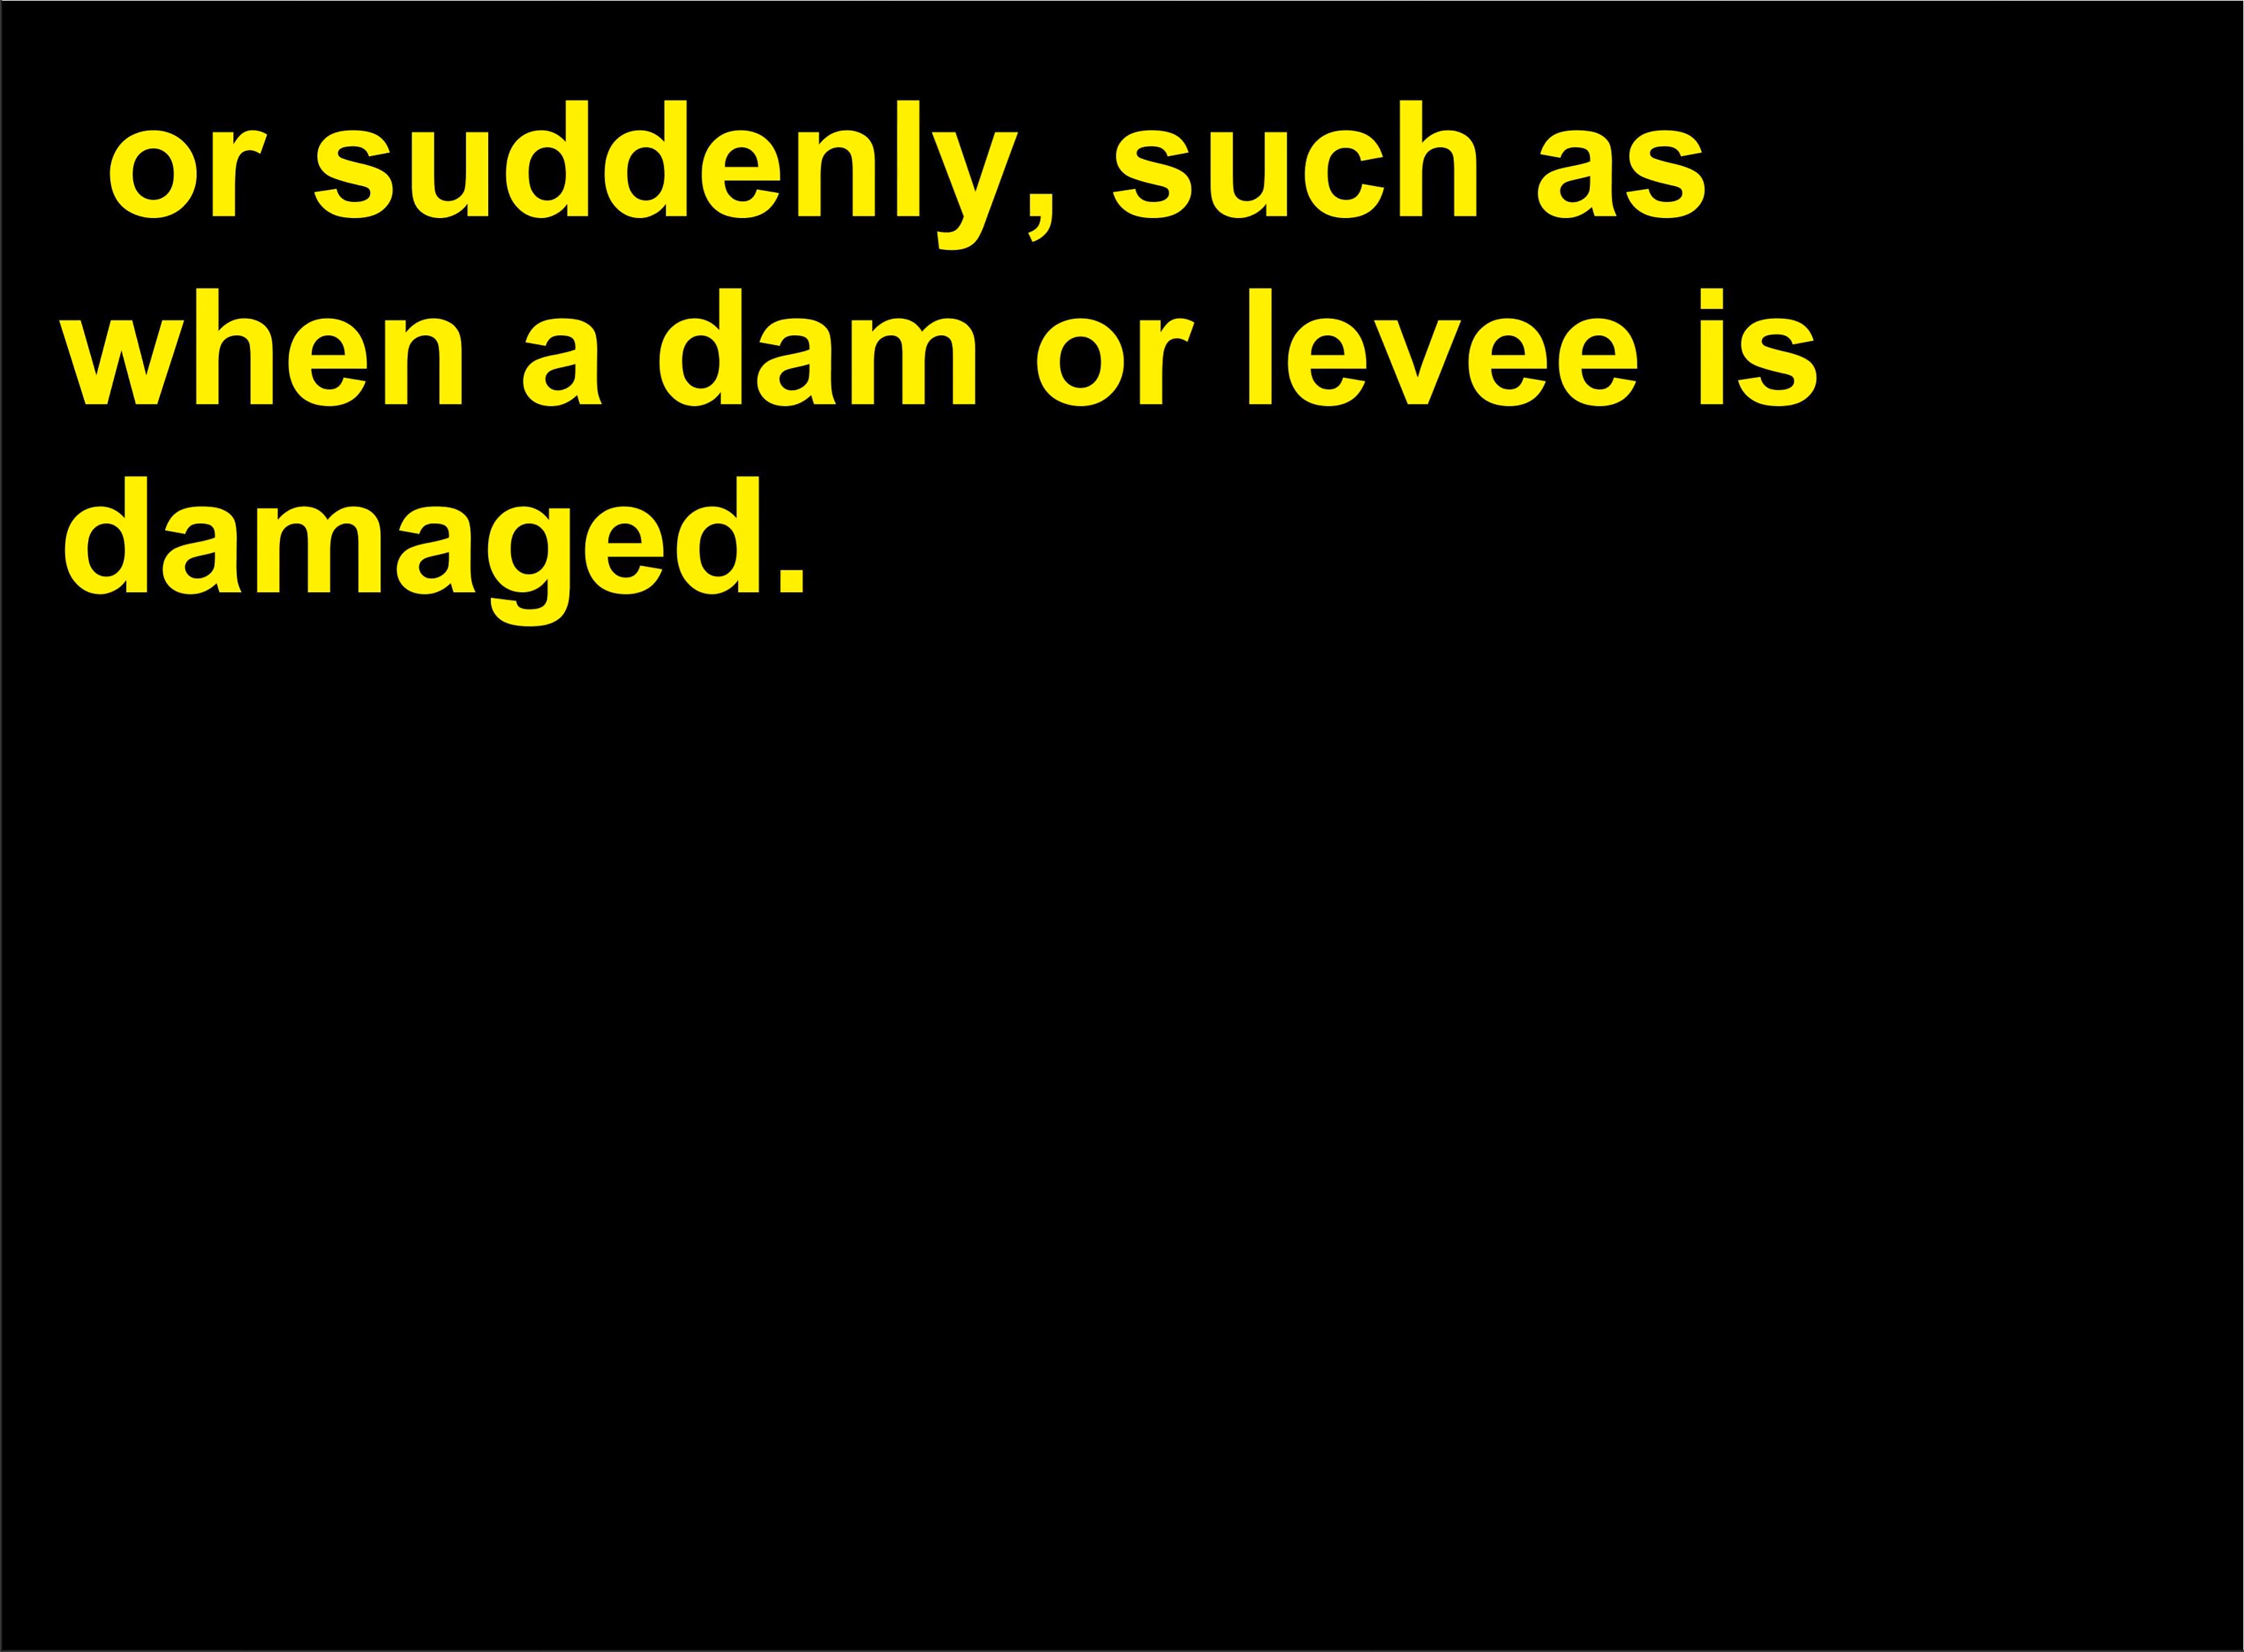 or suddenly, such as
when a dam or levee is
damaged.